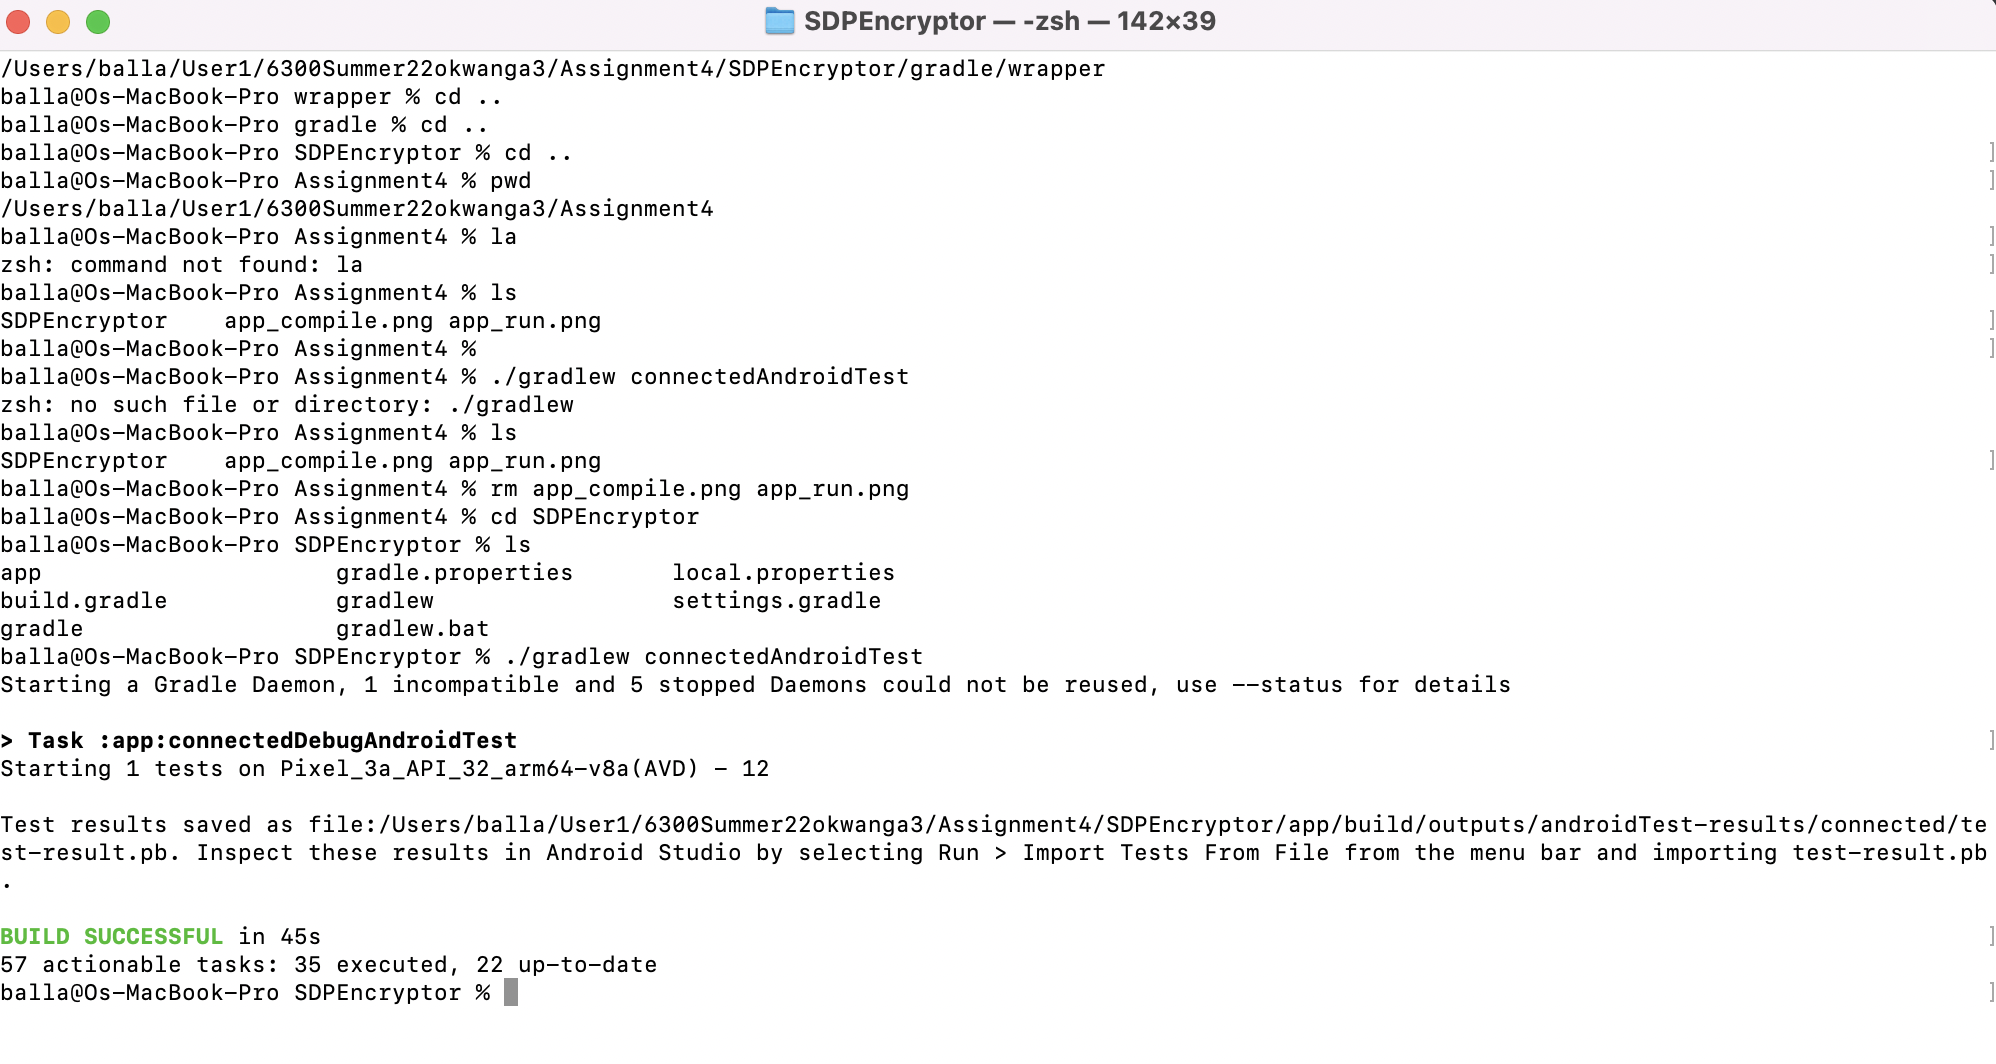 SDPEncryptor — -zsh — 142×39
/Users/balla/User1/6300Summer22okwanga3/Assignment4/SDPEncryptor/gradle/wrapper
balla@Os-MacBook-Pro wrapper % cd ..
balla@Os-MacBook-Pro gradle % cd ..
balla@Os-MacBook-Pro SDPEncryptor % cd ..
balla@Os-MacBook-Pro Assignment4 % pwd
/Users/balla/User1/6300Summer22okwanga3/Assignment4
balla@Os-MacBook-Pro Assignment4 % la
zsh: command not found: la
balla@Os-MacBook-Pro Assignment4 % ls
SDPEncryptor    app_compile.png app_run.png
balla@Os-MacBook-Pro Assignment4 %
balla@Os-MacBook-Pro Assignment4 % ./gradlew connectedAndroidTest
zsh: no such file or directory: ./gradlew
balla@Os-MacBook-Pro Assignment4 % ls
SDPEncryptor    app_compile.png app_run.png
balla@Os-MacBook-Pro Assignment4 % rm app_compile.png app_run.png
balla@Os-MacBook-Pro Assignment4 % cd SDPEncryptor
balla@Os-MacBook-Pro SDPEncryptor % ls
app                     gradle.properties       local.properties
build.gradle            gradlew                 settings.gradle
gradle                  gradlew.bat
balla@Os-MacBook-Pro SDPEncryptor % ./gradlew connectedAndroidTest
Starting a Gradle Daemon, 1 incompatible and 5 stopped Daemons could not be reused, use --status for details
> Task :app:connectedDebugAndroidTest
Starting 1 tests on Pixel_3a_API_32_arm64-v8a(AVD) - 12
Test results saved as file:/Users/balla/User1/6300Summer22okwanga3/Assignment4/SDPEncryptor/app/build/outputs/androidTest-results/connected/te
st-result.pb. Inspect these results in Android Studio by selecting Run > Import Tests From File from the menu bar and importing test-result.pb
.
BUILD SUCCESSFUL in 45s
57 actionable tasks: 35 executed, 22 up-to-date
balla@Os-MacBook-Pro SDPEncryptor %